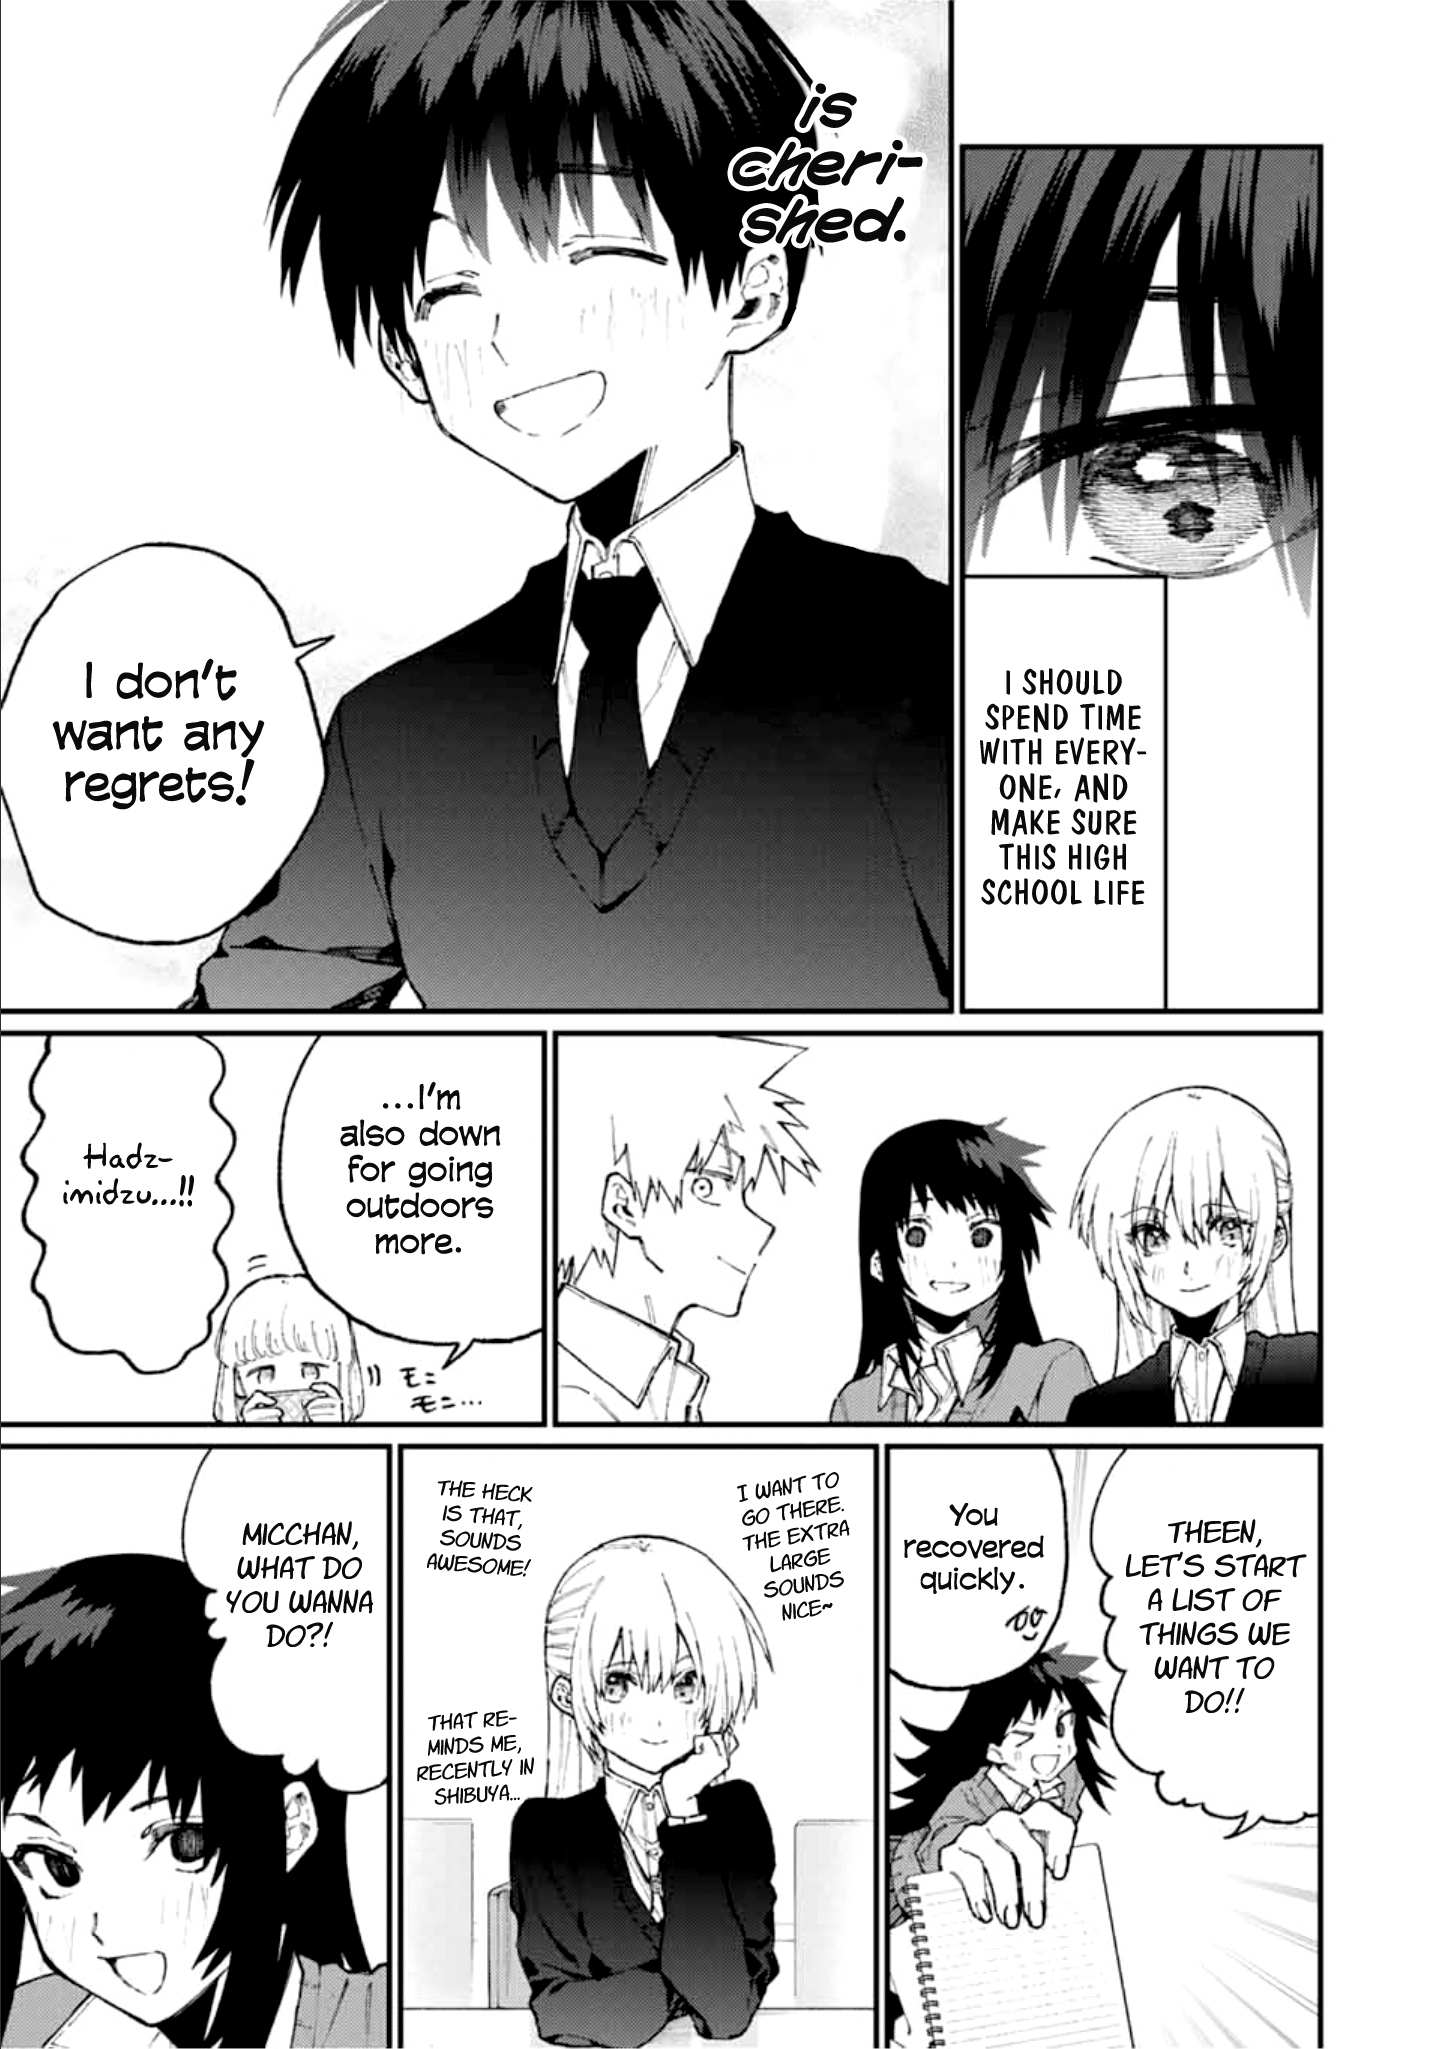 I SHOULD
SPEND TIME
WITH EVERY-
ONE, AND
MAKE SURE
THIS HIGH
SCHOOL LIFE
is
cheri-
shed.
I don't
want any
regrets!
...I'm
also down
for going
outdoors
more.
モニ
モニ...
Hadz-
imidzu...!!
THEEN,
LET'S START
A LIST OF
THINGS WE
WANT TO
DO!!
You
recovered
quickly.
I WANT TO
GO THERE.
THE EXTRA
LARGE
SOUNDS
NICE~
THE HECK
IS THAT,
SOUNDS
AWESOME!
THAT RE-
MINDS ME,
RECENTLY IN
SHIBUYA...
MICCHAN,
WHAT DO
YOU WANNA
DO?!